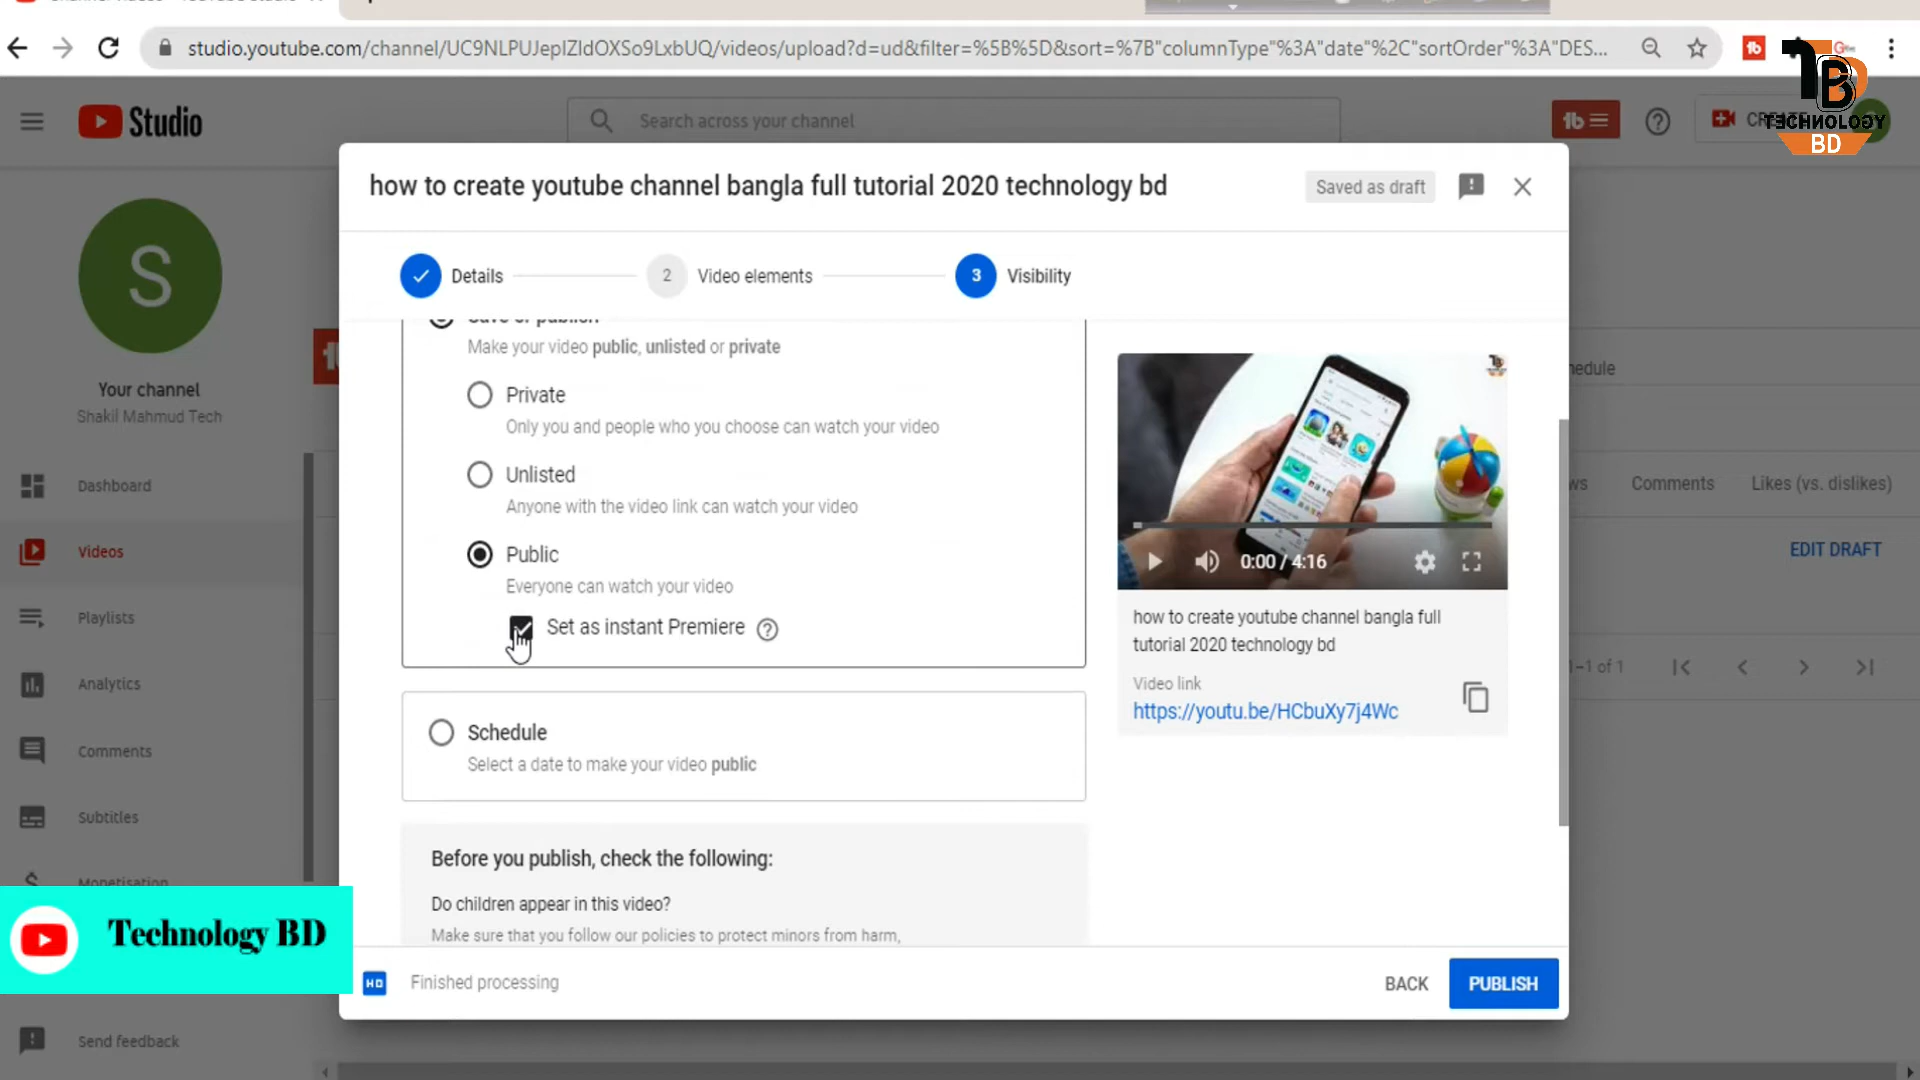 studio.youtube.com/channel/UC9NLPUJepIZIdOXSo9LxbUQ/videos/upload?d=ud&filter=%5B%5D&sort=%7B"columnType"%3A"date"%2C"sortOrder"%3A"DES...
Studio
Search across your channel
TECHNOLOGY
BD
how to create youtube channel bangla full tutorial 2020 technology bd
Saved as draft
Details
2
Video elements
3
Visibility
Save or publish
Make your video public, unlisted or private
Private
Only you and people who you choose can watch your video
Unlisted
Anyone with the video link can watch your video
Public
Everyone can watch your video
Set as instant Premiere
Schedule
Select a date to make your video public
Before you publish, check the following:
Do children appear in this video?
Make sure that you follow our policies to protect minors from harm,
0:00 / 4:16
how to create youtube channel bangla full
tutorial 2020 technology bd
Video link
https://youtu.be/HCbuXy7j4Wc
HD
Finished processing
BACK
PUBLISH
S
Your channel
Shakil Mahmud Tech
Dashboard
Videos
Playlists
Analytics
Comments
Subtitles
Monetisation
Technology BD
Send feedback
Comments
Likes (vs. dislikes)
EDIT DRAFT
1–1 of 1